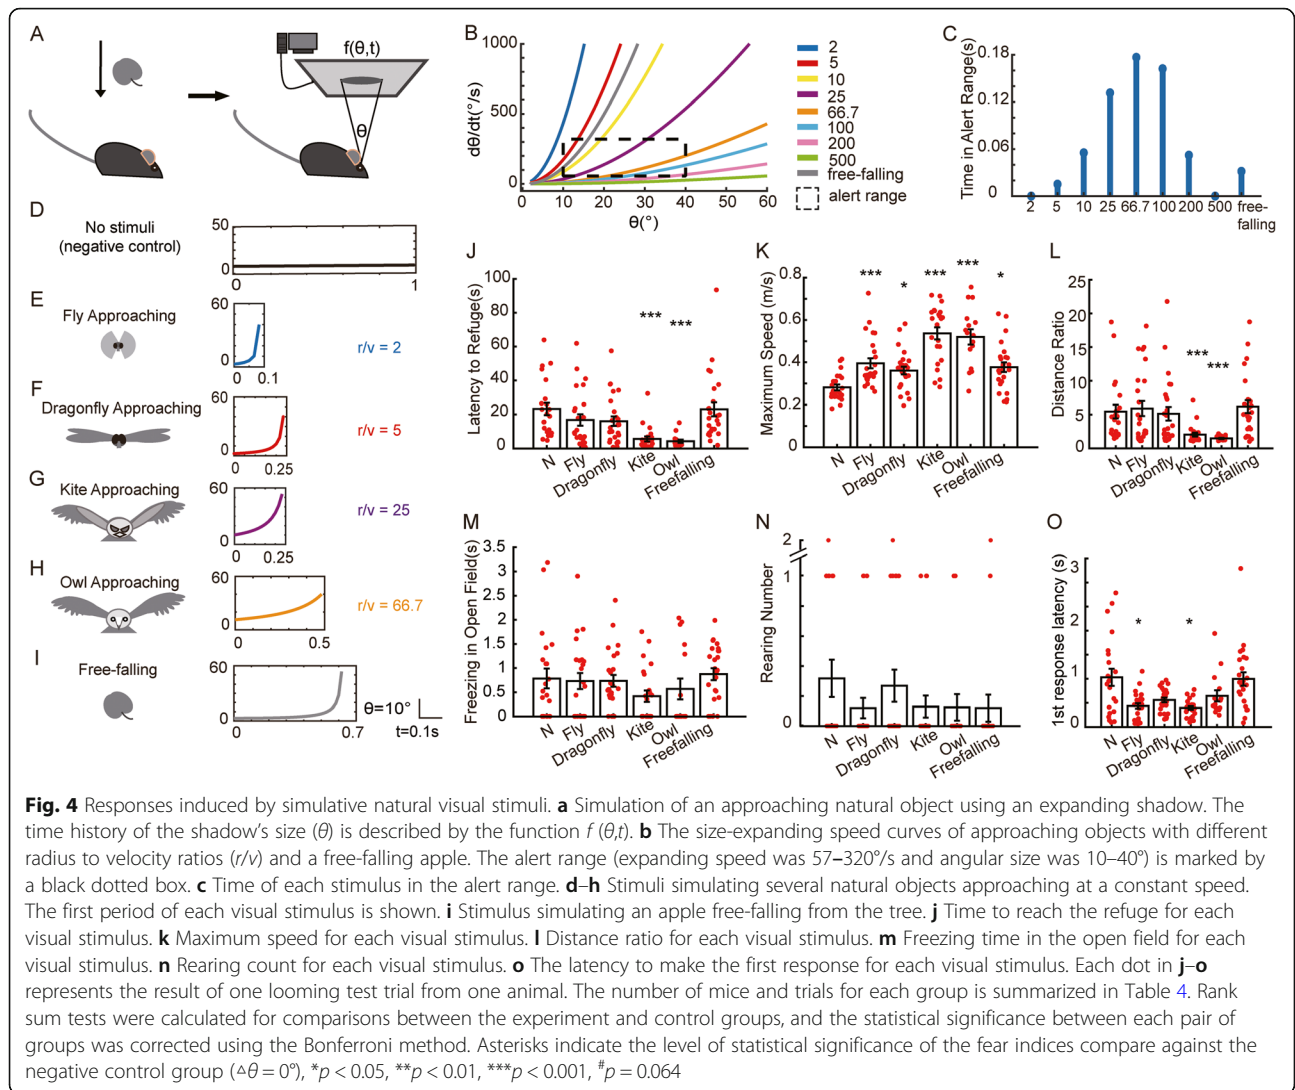 A
f(θ,t)
θ
B
1000
500
0
dθ/dt(°/s)
0 10 20 30 40 50 60
θ(°)
2
5
10
25
66.7
100
200
500
free-falling
alert range
C
Time in Alert Range(s)
0.18
0.12
0.06
0
2 5 10 25 66.7 100 200 500 free-falling
D
No stimuli
(negative control)
50
0
0 1
E
Fly Approaching
60
0
0 0.1
r/v = 2
F
Dragonfly Approaching
60
0
0 0.25
r/v = 5
G
Kite Approaching
60
0
0 0.25
r/v = 25
H
Owl Approaching
60
0
0 0.5
r/v = 66.7
I
Free-falling
60
0
0 0.7
θ=10°
t=0.1s
J
Latency to Refuge(s)
100
80
60
40
20
0
*** ***
N Fly Dragonfly Kite Owl Freefalling
K
Maximum Speed (m/s)
0.8
0.6
0.4
0.2
0
*** * *** *** *
N Fly Dragonfly Kite Owl Freefalling
L
Distance Ratio
25
20
15
10
5
0
*** ***
N Fly Dragonfly Kite Owl Freefalling
M
Freezing in Open Field(s)
3.5
3
2.5
2
1.5
1
0.5
0
N Fly Dragonfly Kite Owl Freefalling
N
Rearing Number
2
1
0
N Fly Dragonfly Kite Owl Freefalling
O
1st response latency (s)
3
2
1
1
0
* *
N Fly Dragonfly Kite Owl Freefalling
Fig. 4 Responses induced by simulative natural visual stimuli. a Simulation of an approaching natural object using an expanding shadow. The
time history of the shadow's size (θ) is described by the function f (θ,t). b The size-expanding speed curves of approaching objects with different
radius to velocity ratios (r/v) and a free-falling apple. The alert range (expanding speed was 57–320°/s and angular size was 10–40°) is marked by
a black dotted box. c Time of each stimulus in the alert range. d–h Stimuli simulating several natural objects approaching at a constant speed.
The first period of each visual stimulus is shown. i Stimulus simulating an apple free-falling from the tree. j Time to reach the refuge for each
visual stimulus. k Maximum speed for each visual stimulus. l Distance ratio for each visual stimulus. m Freezing time in the open field for each
visual stimulus. n Rearing count for each visual stimulus. o The latency to make the first response for each visual stimulus. Each dot in j–o
represents the result of one looming test trial from one animal. The number of mice and trials for each group is summarized in Table 4. Rank
sum tests were calculated for comparisons between the experiment and control groups, and the statistical significance between each pair of
groups was corrected using the Bonferroni method. Asterisks indicate the level of statistical significance of the fear indices compare against the
negative control group (△θ = 0°), *p < 0.05, **p < 0.01, ***p < 0.001, #p = 0.064